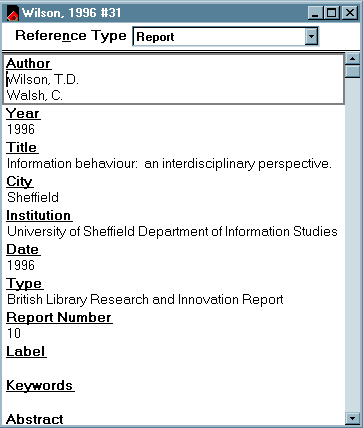 Wilson, 1996 #31
Reference Type Report
Author
Wilson, T.D.
Walsh, C.
Year
1996
Title
Information behaviour: an interdisciplinary perspective.
City
Sheffield
Institution
University of Sheffield Department of Information Studies
Date
1996
Type
British Library Research and Innovation Report
Report Number
10
Label
Keywords
Abstract